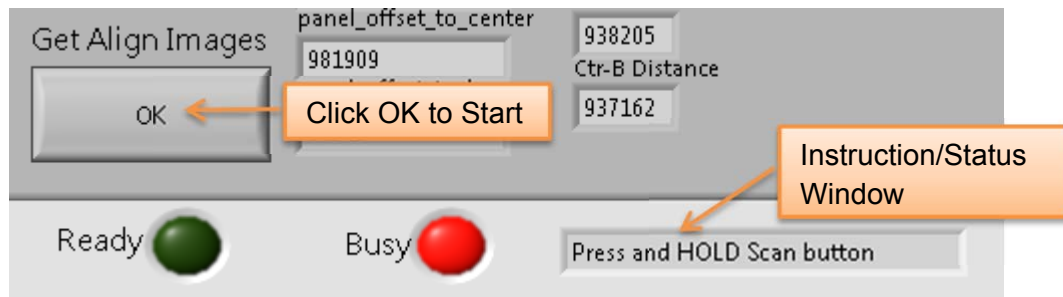 panel_offset_to_center
Get Align Images
981909
938205
Ctr-B Distance
OK
Click OK to Start
937162
Instruction/Status
Window
Ready
Busy
Press and HOLD Scan button